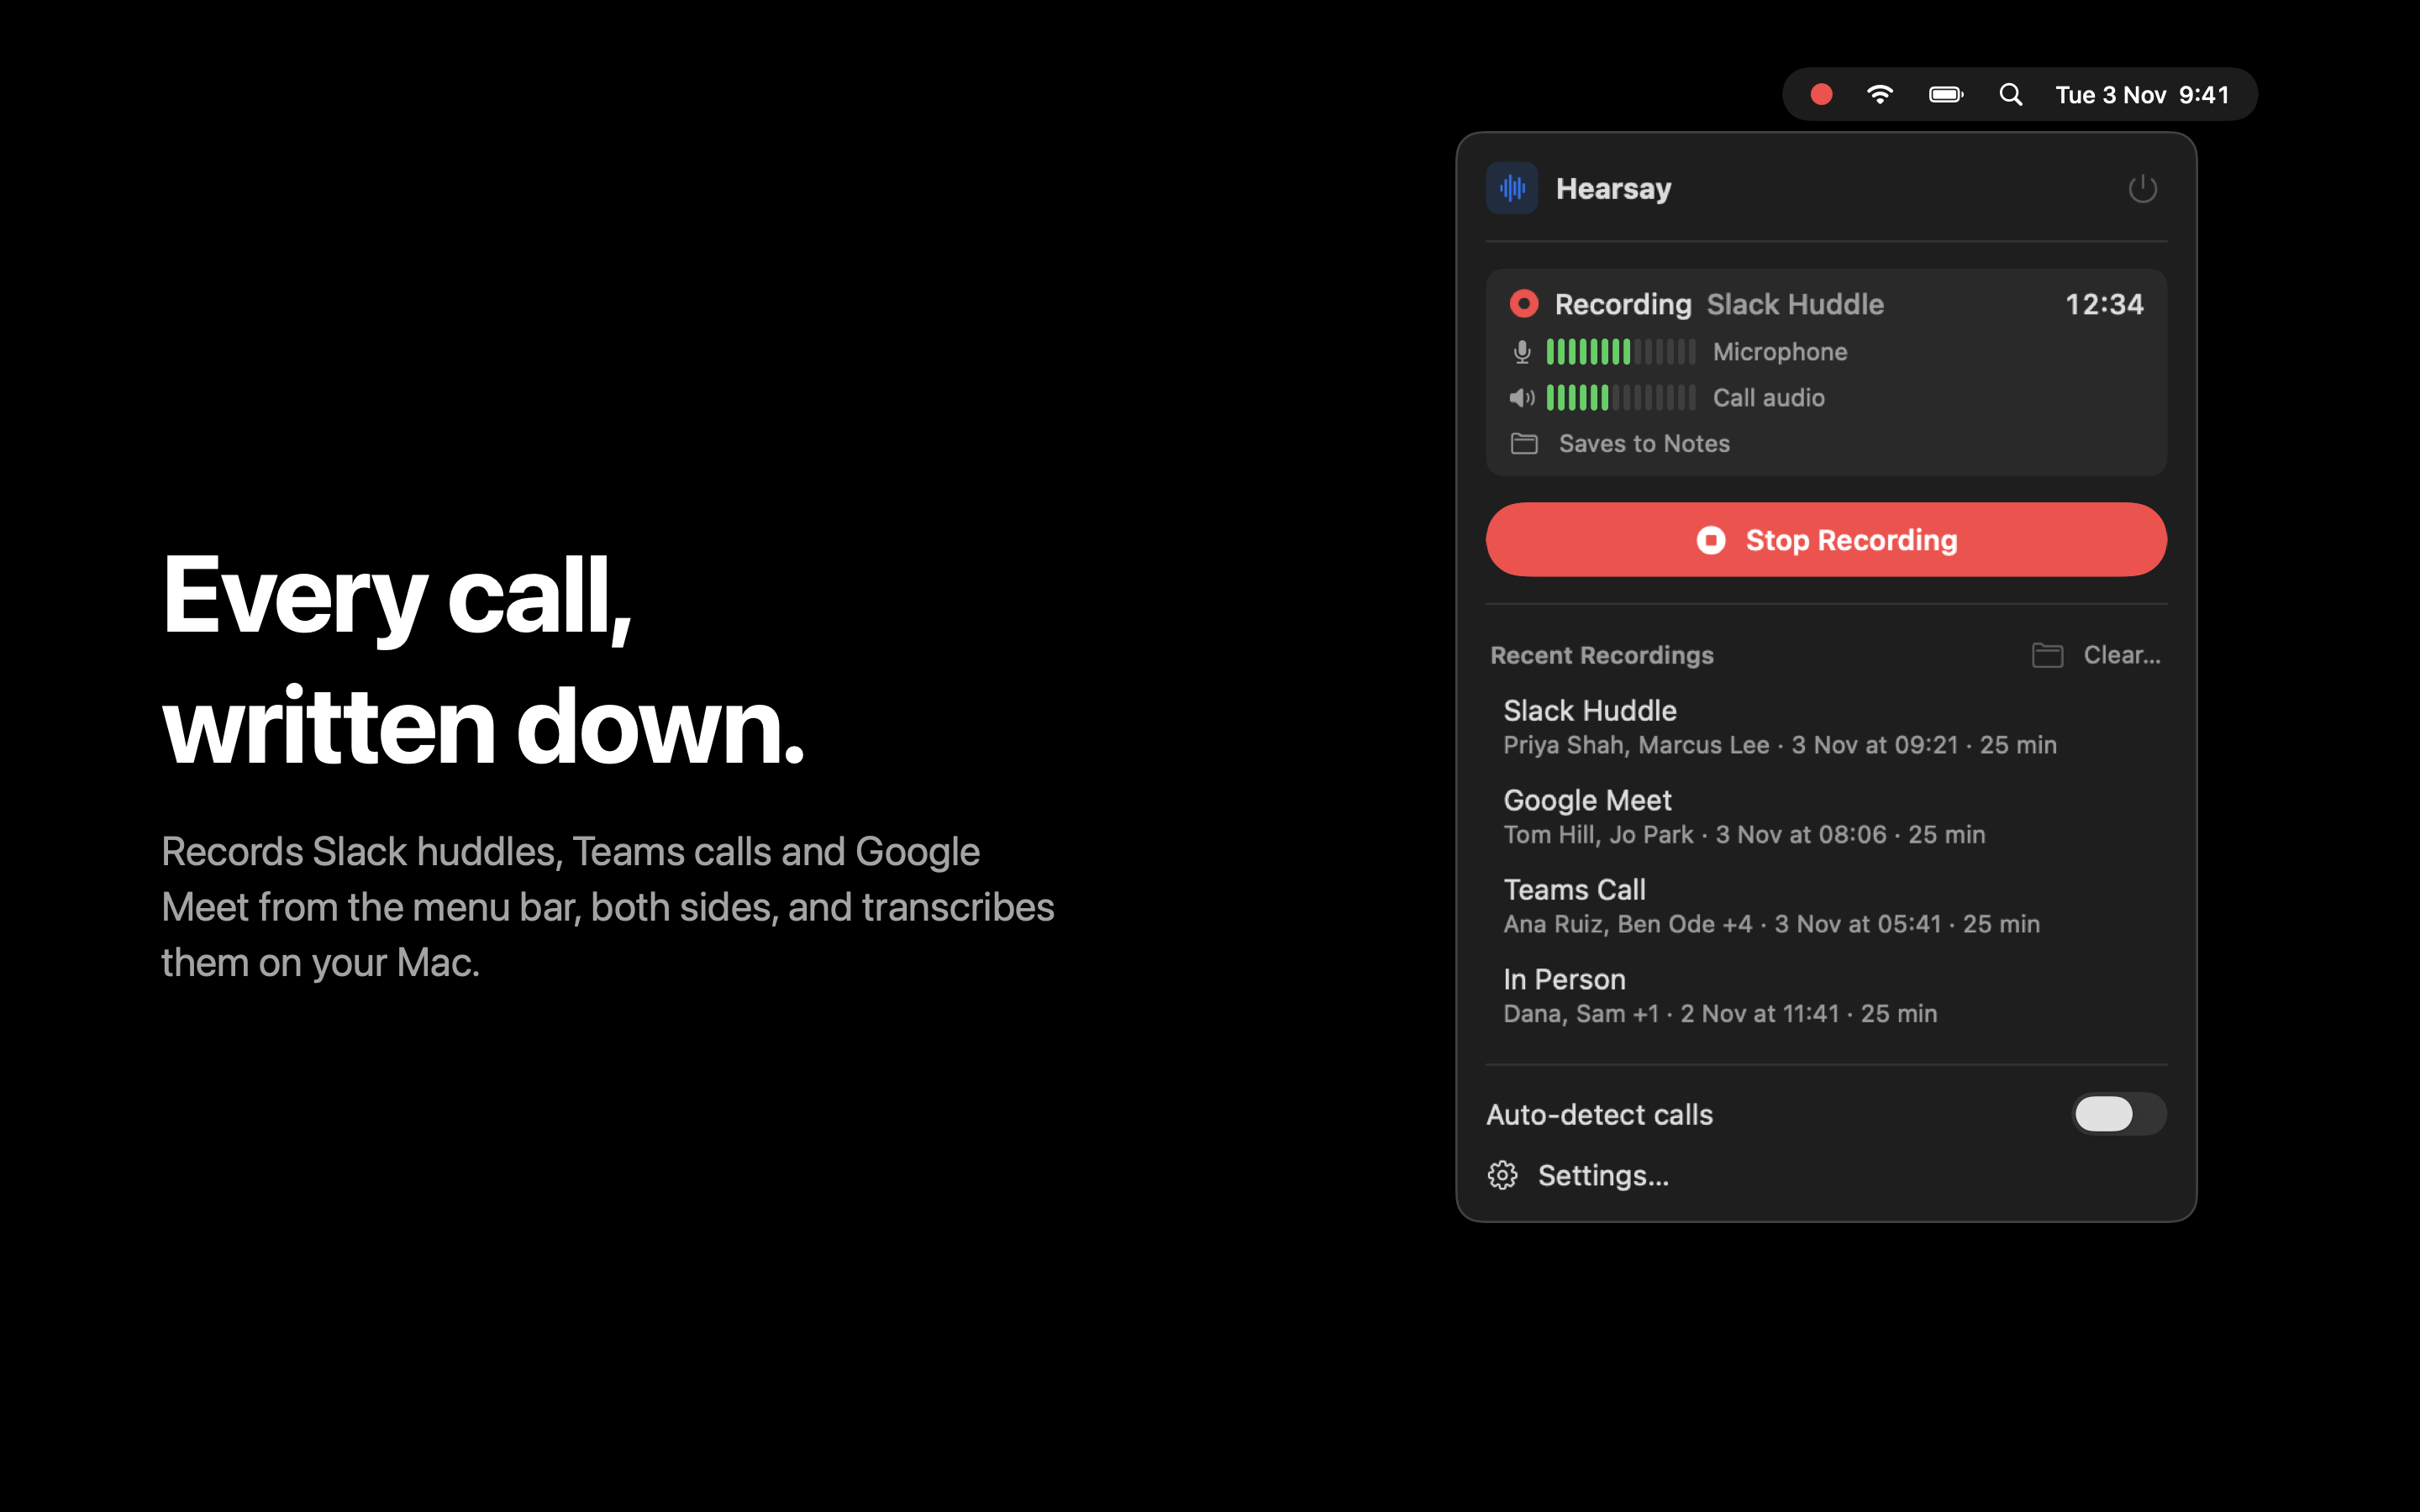 Tue 3 Nov 9:41
Hearsay
Recording Slack Huddle 12:34
Microphone
Call audio
Saves to Notes
Stop Recording
Every call,
written down.
Records Slack huddles, Teams calls and Google
Meet from the menu bar, both sides, and transcribes
them on your Mac.
Recent Recordings Clear...
Slack Huddle
Priya Shah, Marcus Lee · 3 Nov at 09:21 · 25 min
Google Meet
Tom Hill, Jo Park · 3 Nov at 08:06 · 25 min
Teams Call
Ana Ruiz, Ben Ode +4 · 3 Nov at 05:41 · 25 min
In Person
Dana, Sam +1 · 2 Nov at 11:41 · 25 min
Auto-detect calls
Settings...